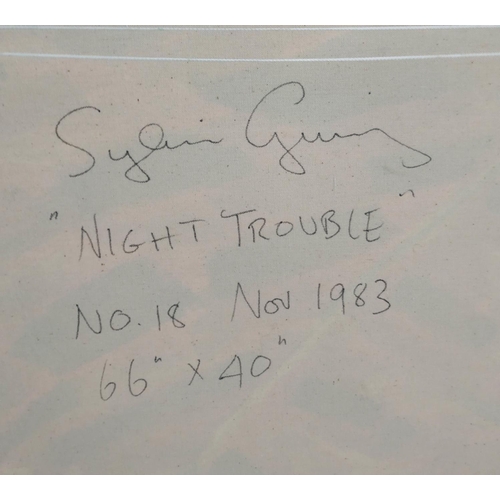 "NIGHT TROUBLE"
NO. 18 NOV 1983
66" X 40"